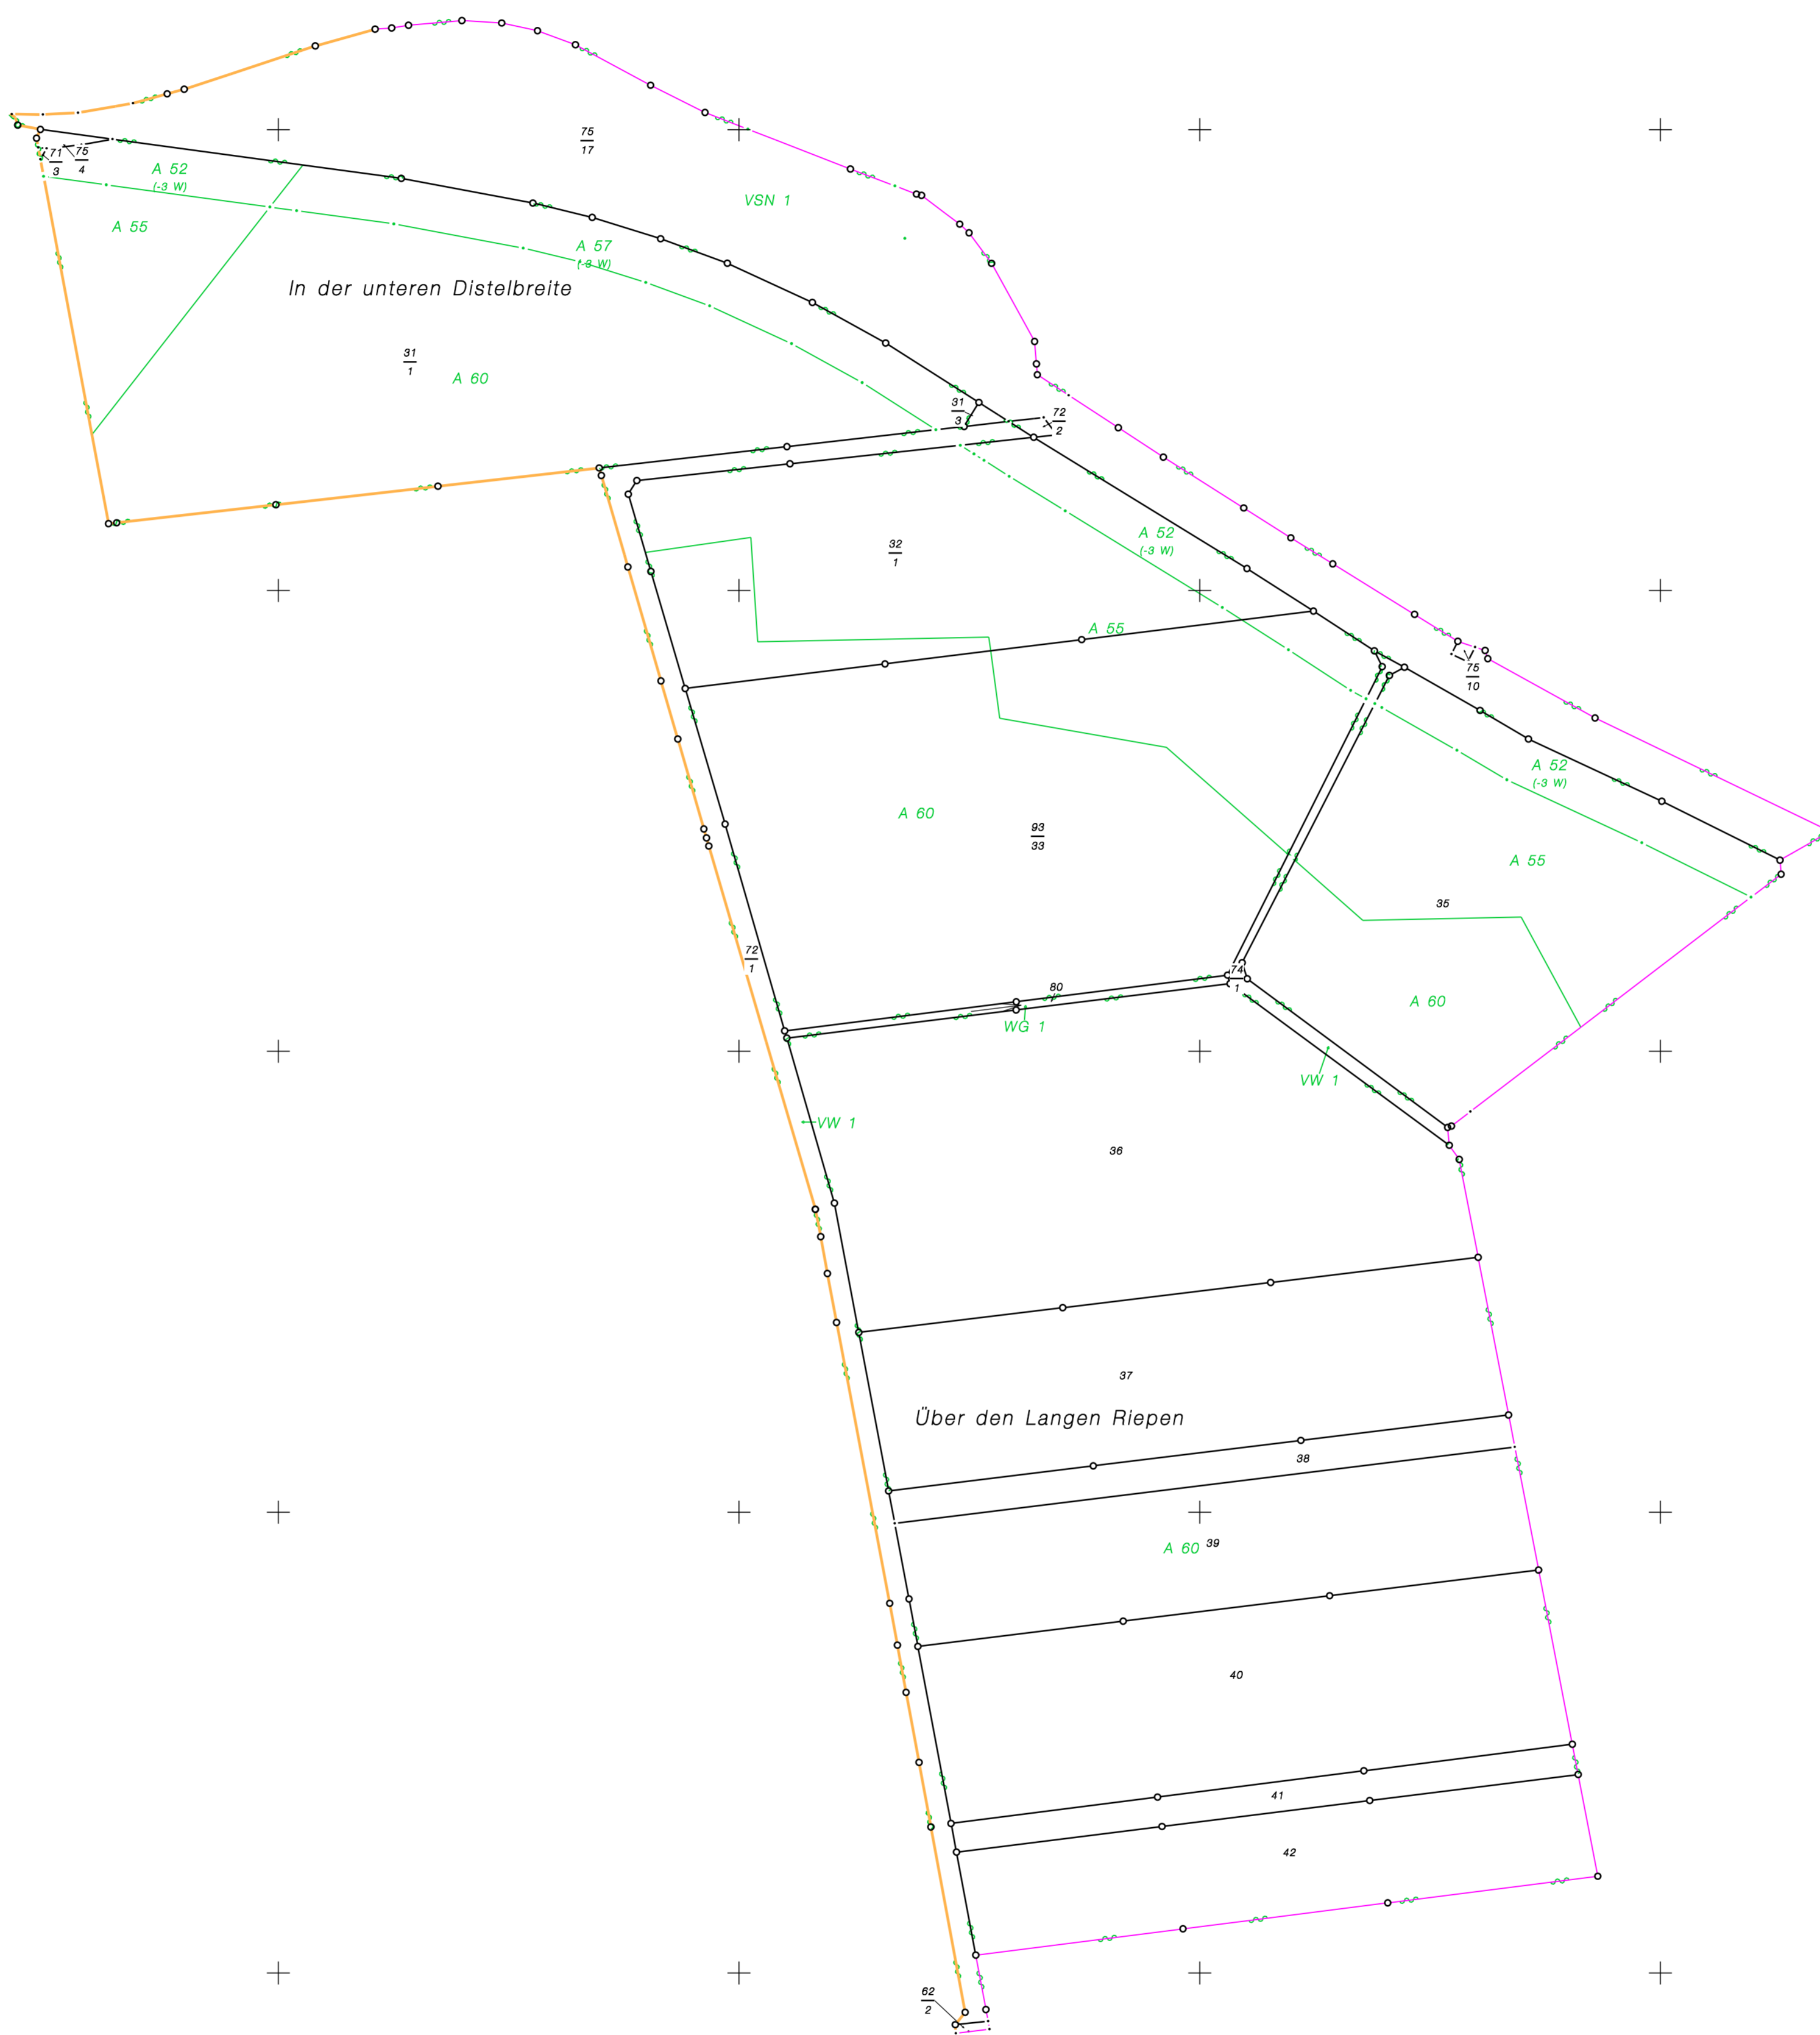 75
17
71
3
75
4
A 52
(-3 W)
VSN 1
A 55
A 57
(-3 W)
In der unteren Distelbreite
31
1
A 60
31
3
72
2
A 52
(-3 W)
32
1
A 55
75
10
A 52
(-3 W)
A 60
93
33
A 55
35
72
1
74
1
80
A 60
WG 1
VW 1
VW 1
36
37
Über den Langen Riepen
38
A 60
39
40
41
42
62
2